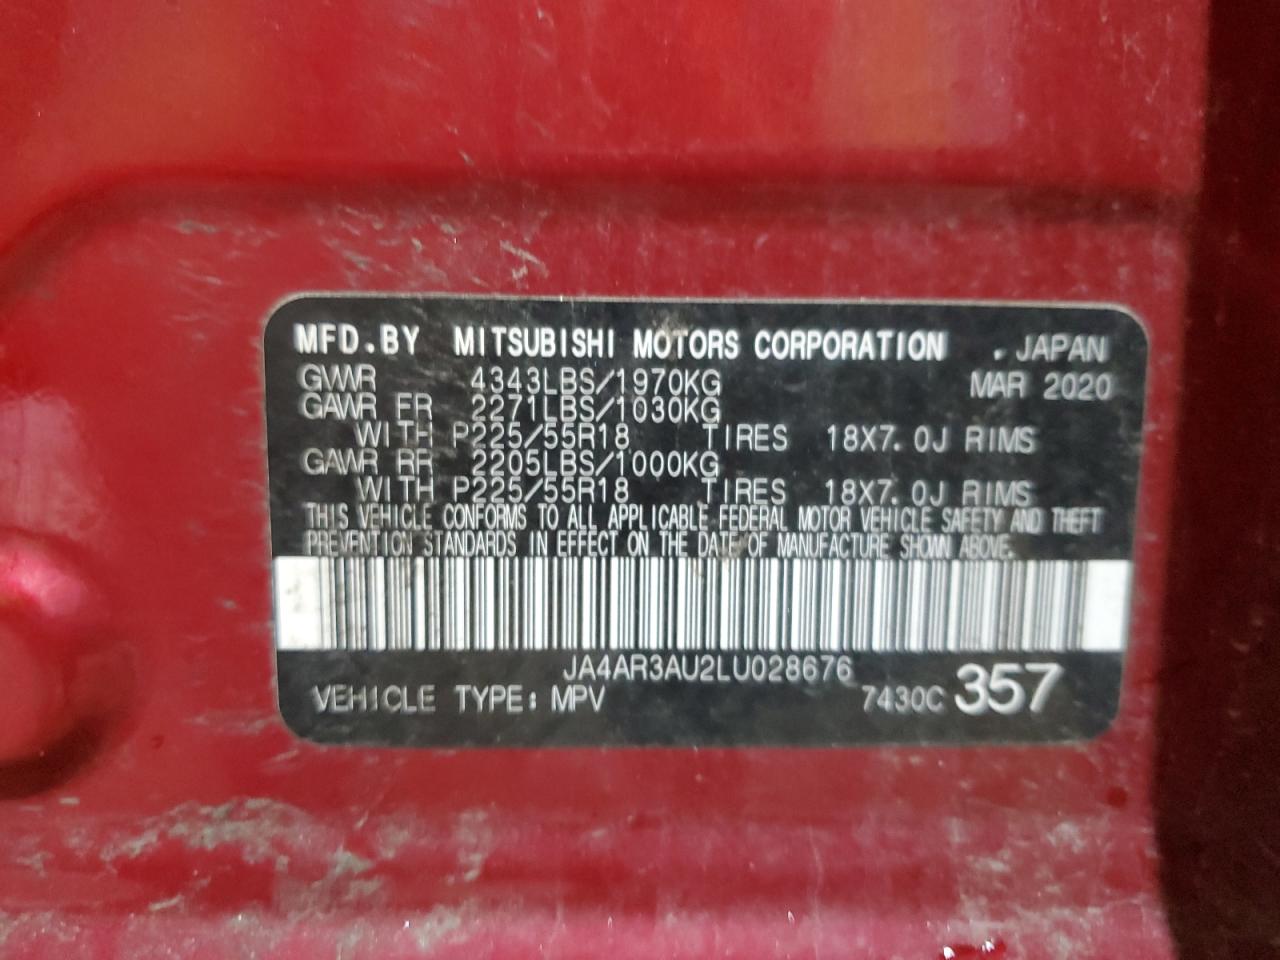 MFD.BY MITSUBISHI MOTORS CORPORATION . JAPAN
GVWR 4343LBS/1970KG MAR 2020
GAWR FR 2271LBS/1030KG
WITH P225/55R18 TIRES 18X7.0J RIMS
GAWR RR 2205LBS/1000KG
WITH P225/55R18 TIRES 18X7.0J RIMS
THIS VEHICLE CONFORMS TO ALL APPLICABLE FEDERAL MOTOR VEHICLE SAFETY AND THEFT
PREVENTION STANDARDS IN EFFECT ON THE DATE OF MANUFACTURE SHOWN ABOVE.
JA4AR3AU2LU028676
VEHICLE TYPE: MPV 7430C 357